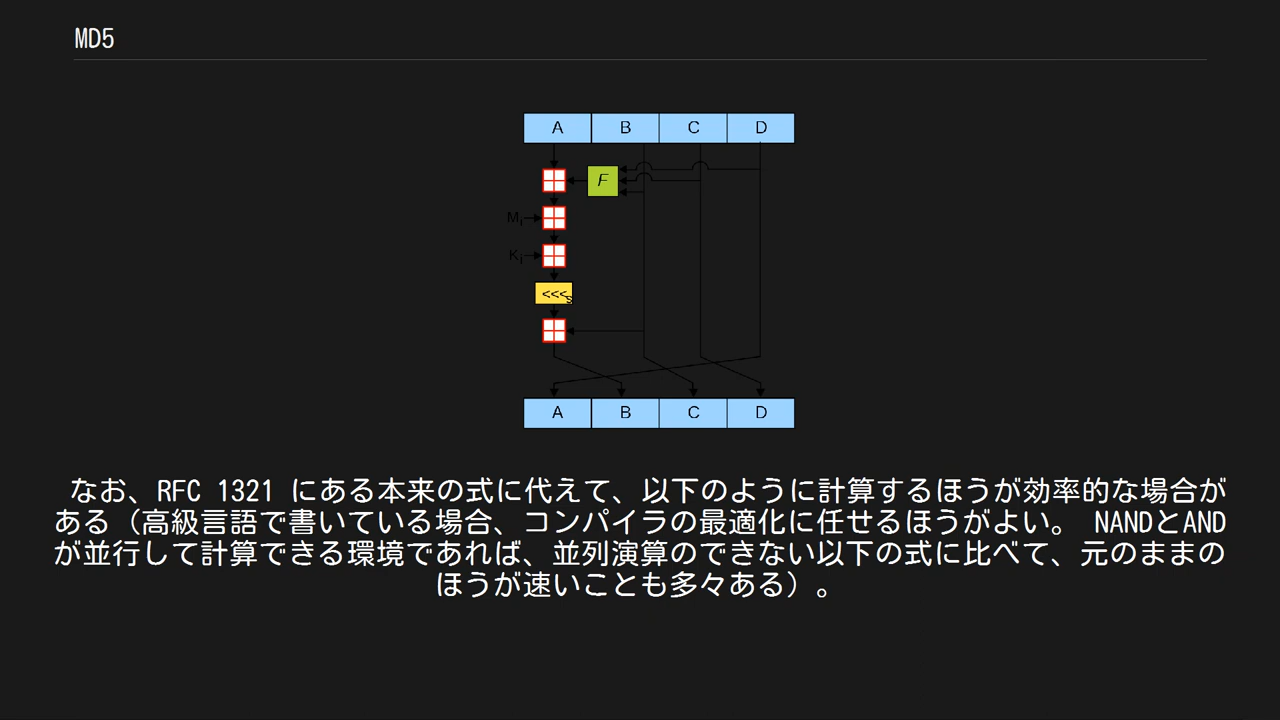 MD5
A B C D
F
Mi
Ki
<<<s
A B C D
なお、RFC 1321 にある本来の式に代えて、以下のように計算するほうが効率的な場合が
ある（高級言語で書いている場合、コンパイラの最適化に任せるほうがよい。 NANDとAND
が並行して計算できる環境であれば、並列演算のできない以下の式に比べて、元のままの
ほうが速いことも多々ある）。